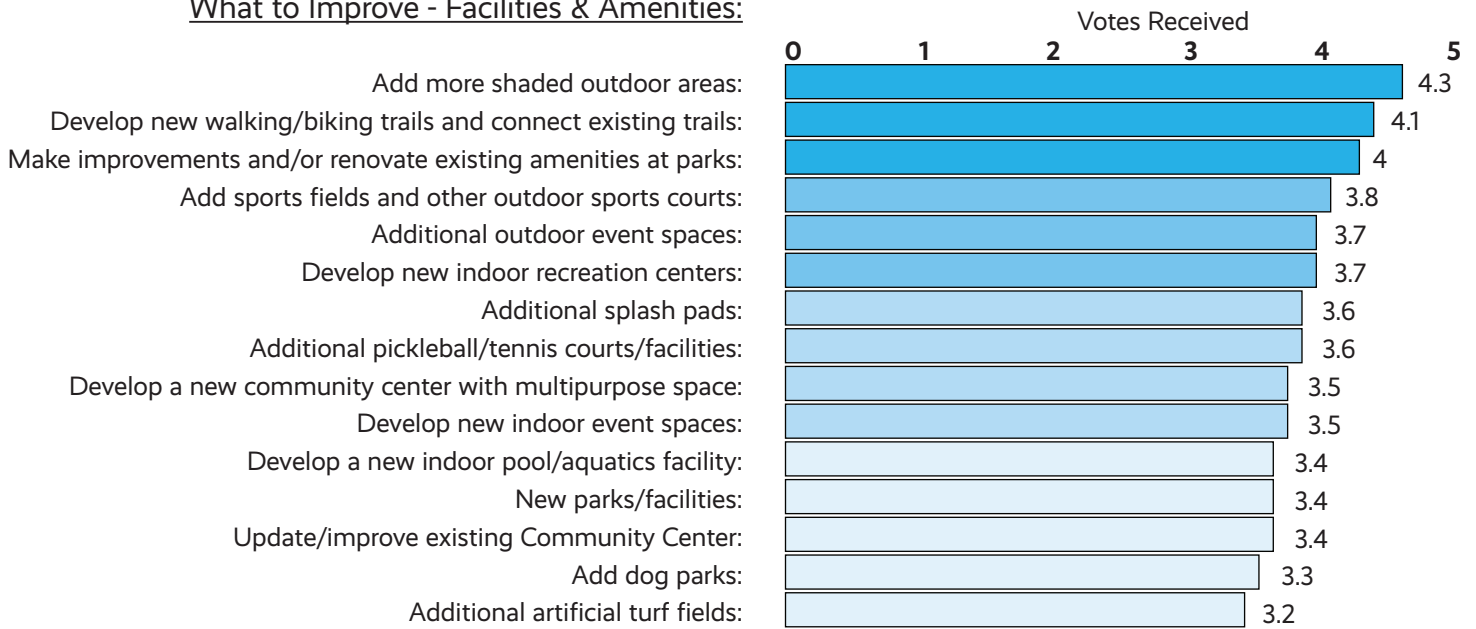 What to Improve - Facilities & Amenities:
Votes Received
0 1 2 3 4 5
Add more shaded outdoor areas: 4.3
Develop new walking/biking trails and connect existing trails: 4.1
Make improvements and/or renovate existing amenities at parks: 4
Add sports fields and other outdoor sports courts: 3.8
Additional outdoor event spaces: 3.7
Develop new indoor recreation centers: 3.7
Additional splash pads: 3.6
Additional pickleball/tennis courts/facilities: 3.6
Develop a new community center with multipurpose space: 3.5
Develop new indoor event spaces: 3.5
Develop a new indoor pool/aquatics facility: 3.4
New parks/facilities: 3.4
Update/improve existing Community Center: 3.4
Add dog parks: 3.3
Additional artificial turf fields: 3.2